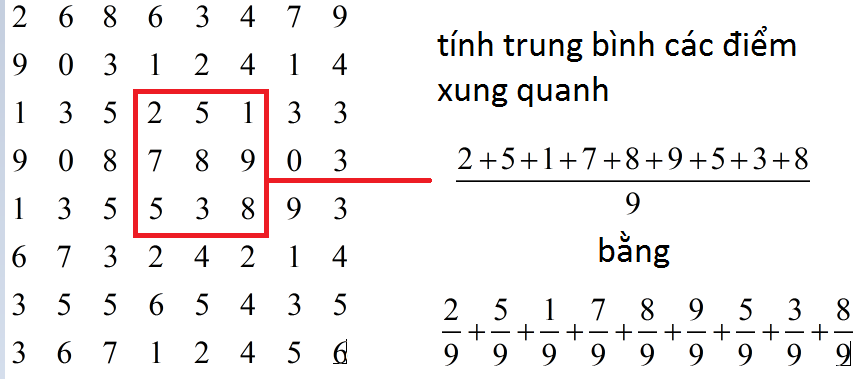 2 6 8 6 3 4 7 9
9 0 3 1 2 4 1 4
1 3 5 2 5 1 3 3
9 0 8 7 8 9 0 3
1 3 5 5 3 8 9 3
6 7 3 2 4 2 1 4
3 5 5 6 5 4 3 5
3 6 7 1 2 4 5 6
tính trung bình các điểm
xung quanh
2+5+1+7+8+9+5+3+8
9
bằng
2/9+5/9+1/9+7/9+8/9+9/9+5/9+3/9+8/9